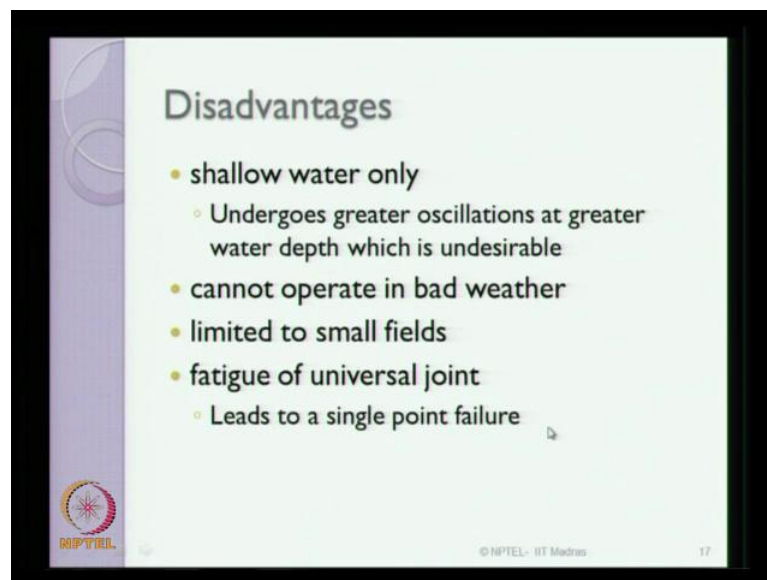 Disadvantages
• shallow water only
◦ Undergoes greater oscillations at greater
water depth which is undesirable
• cannot operate in bad weather
• limited to small fields
• fatigue of universal joint
◦ Leads to a single point failure
NPTEL
© NPTEL- IIT Madras
17